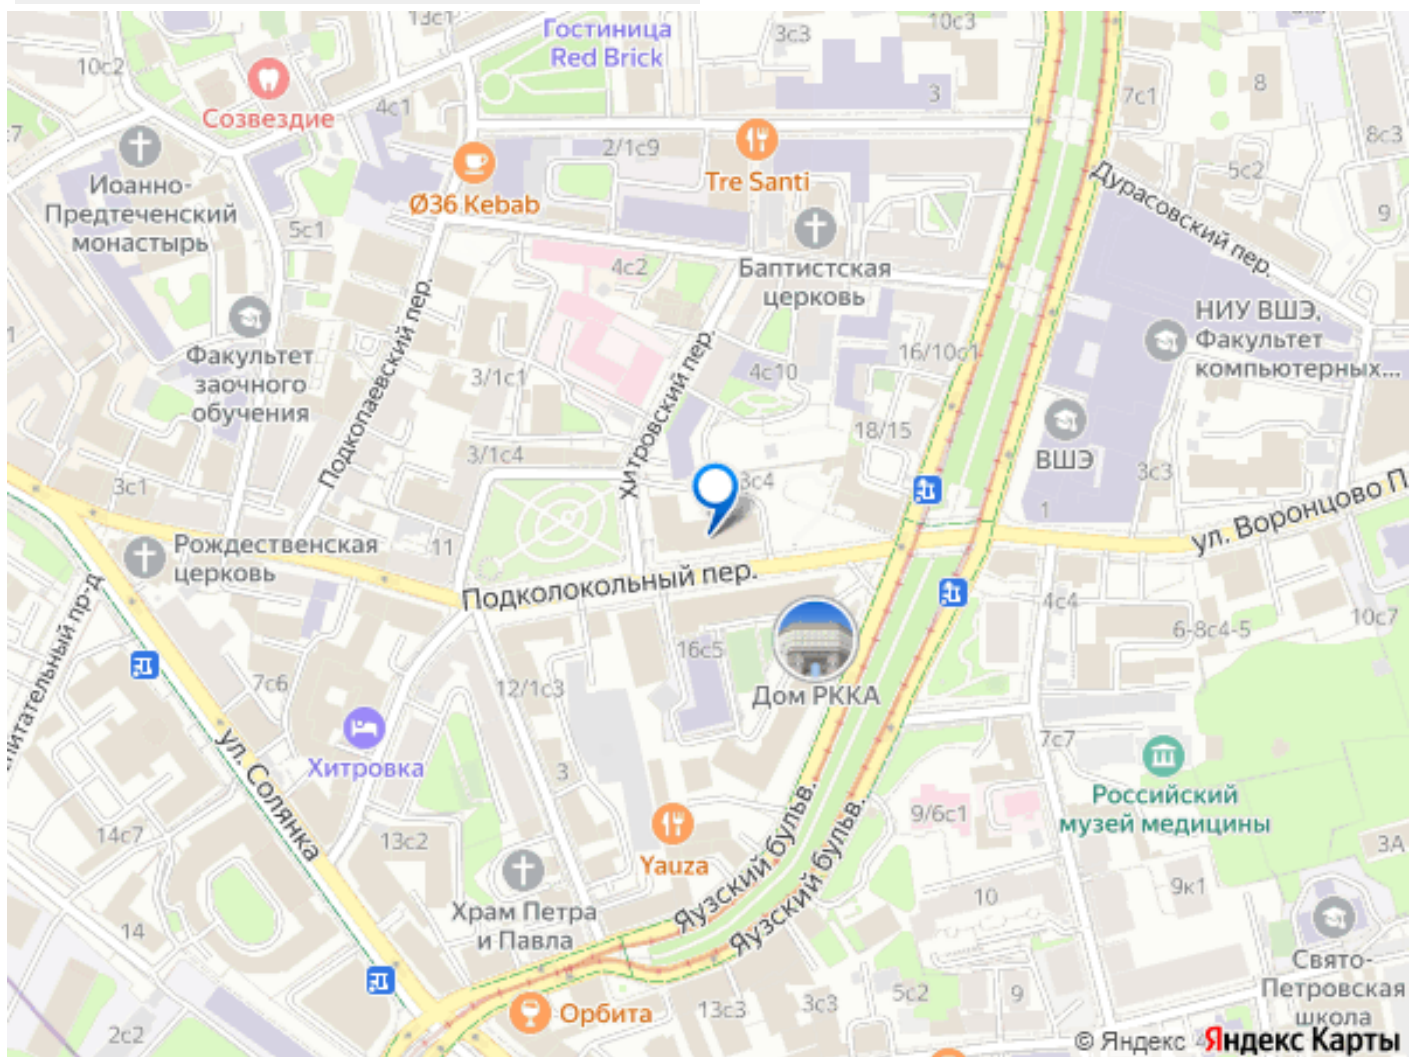 13с1
Гостиница
Red Brick
3с3
10с3
10с2
Созвездие
4с1
3
7с1
8
8с3
с7
Иоанно-
Предтеченский
монастырь
Ø36 Kebab
2/1с9
Tre Santi
5с2
Дурасовский пер.
9
5с1
4с2
Баптистская
церковь
НИУ ВШЭ,
Факультет
компьютерных...
Факультет
заочного
обучения
Подкопаевский пер.
3/1с1
Хитровский пер.
4с10
16/10с1
1
18/15
ВШЭ
3с3
3/1с4
3с4
3с1
1
ул. Воронцово П
Рождественская
церковь
11
Подколокольный пер.
4с4
10с7
6-8с4-5
питательный пр-д
16с5
Дом РККА
7с6
12/1с3
ул. Солянка
Хитровка
3
7с7
Российский
музей медицины
9/6с1
14с7
13с2
Yauza
Яузский бульв.
Яузский бульв.
3А
9к1
10
14
Храм Петра
и Павла
Свято-
Петровская
школа
Орбита
13с3
3с3
5с2
9
2с2
© Яндекс
Яндекс Карты